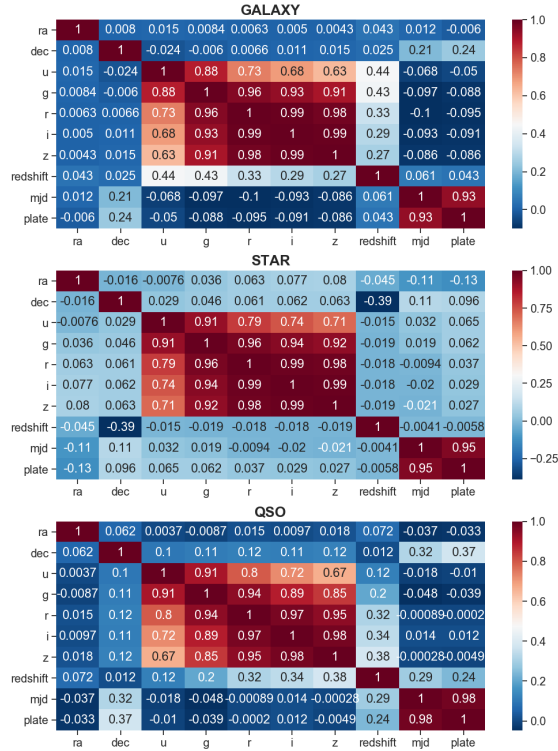 GALAXY
ra 1 0.008 0.015 0.0084 0.0063 0.005 0.0043 0.043 0.012 -0.006
dec 0.008 1 -0.024 -0.006 0.0066 0.011 0.015 0.025 0.21 0.24
u 0.015 -0.024 1 0.88 0.73 0.68 0.63 0.44 -0.068 -0.05
g 0.0084 -0.006 0.88 1 0.96 0.93 0.91 0.43 -0.097 -0.088
r 0.0063 0.0066 0.73 0.96 1 0.99 0.98 0.33 -0.1 -0.095
i 0.005 0.011 0.68 0.93 0.99 1 0.99 0.29 -0.093 -0.091
z 0.0043 0.015 0.63 0.91 0.98 0.99 1 0.27 -0.086 -0.086
redshift 0.043 0.025 0.44 0.43 0.33 0.29 0.27 1 0.061 0.043
mjd 0.012 0.21 -0.068 -0.097 -0.1 -0.093 -0.086 0.061 1 0.93
plate -0.006 0.24 -0.05 -0.088 -0.095 -0.091 -0.086 0.043 0.93 1
ra dec u g r i z redshift mjd plate
1.0
0.8
0.6
0.4
0.2
0.0
STAR
ra 1 -0.016 -0.0076 0.036 0.063 0.077 0.08 -0.045 -0.11 -0.13
dec -0.016 1 0.029 0.046 0.061 0.062 0.063 -0.39 0.11 0.096
u -0.0076 0.029 1 0.91 0.79 0.74 0.71 -0.015 0.032 0.065
g 0.036 0.046 0.91 1 0.96 0.94 0.92 -0.019 0.019 0.062
r 0.063 0.061 0.79 0.96 1 0.99 0.98 -0.018 -0.0094 0.037
i 0.077 0.062 0.74 0.94 0.99 1 0.99 -0.018 -0.02 0.029
z 0.08 0.063 0.71 0.92 0.98 0.99 1 -0.019 -0.021 0.027
redshift -0.045 -0.39 -0.015 -0.019 -0.018 -0.018 -0.019 1 -0.0041 -0.0058
mjd -0.11 0.11 0.032 0.019 -0.0094 -0.02 -0.021 -0.0041 1 0.95
plate -0.13 0.096 0.065 0.062 0.037 0.029 0.027 -0.0058 0.95 1
ra dec u g r i z redshift mjd plate
1.00
0.75
0.50
0.25
0.00
-0.25
QSO
ra 1 0.062 0.0037 -0.0087 0.015 0.0097 0.018 0.072 -0.037 -0.033
dec 0.062 1 0.1 0.11 0.12 0.11 0.12 0.012 0.32 0.37
u 0.0037 0.1 1 0.91 0.8 0.72 0.67 0.12 -0.018 -0.01
g -0.0087 0.11 0.91 1 0.94 0.89 0.85 0.2 -0.048 -0.039
r 0.015 0.12 0.8 0.94 1 0.97 0.95 0.32 -0.00089 -0.0002
i 0.0097 0.11 0.72 0.89 0.97 1 0.98 0.34 0.014 0.012
z 0.018 0.12 0.67 0.85 0.95 0.98 1 0.38 -0.00028 -0.0049
redshift 0.072 0.012 0.12 0.2 0.32 0.34 0.38 1 0.29 0.24
mjd -0.037 0.32 -0.018 -0.048 -0.00089 0.014 -0.00028 0.29 1 0.98
plate -0.033 0.37 -0.01 -0.039 -0.0002 0.012 -0.0049 0.24 0.98 1
ra dec u g r i z redshift mjd plate
1.0
0.8
0.6
0.4
0.2
0.0